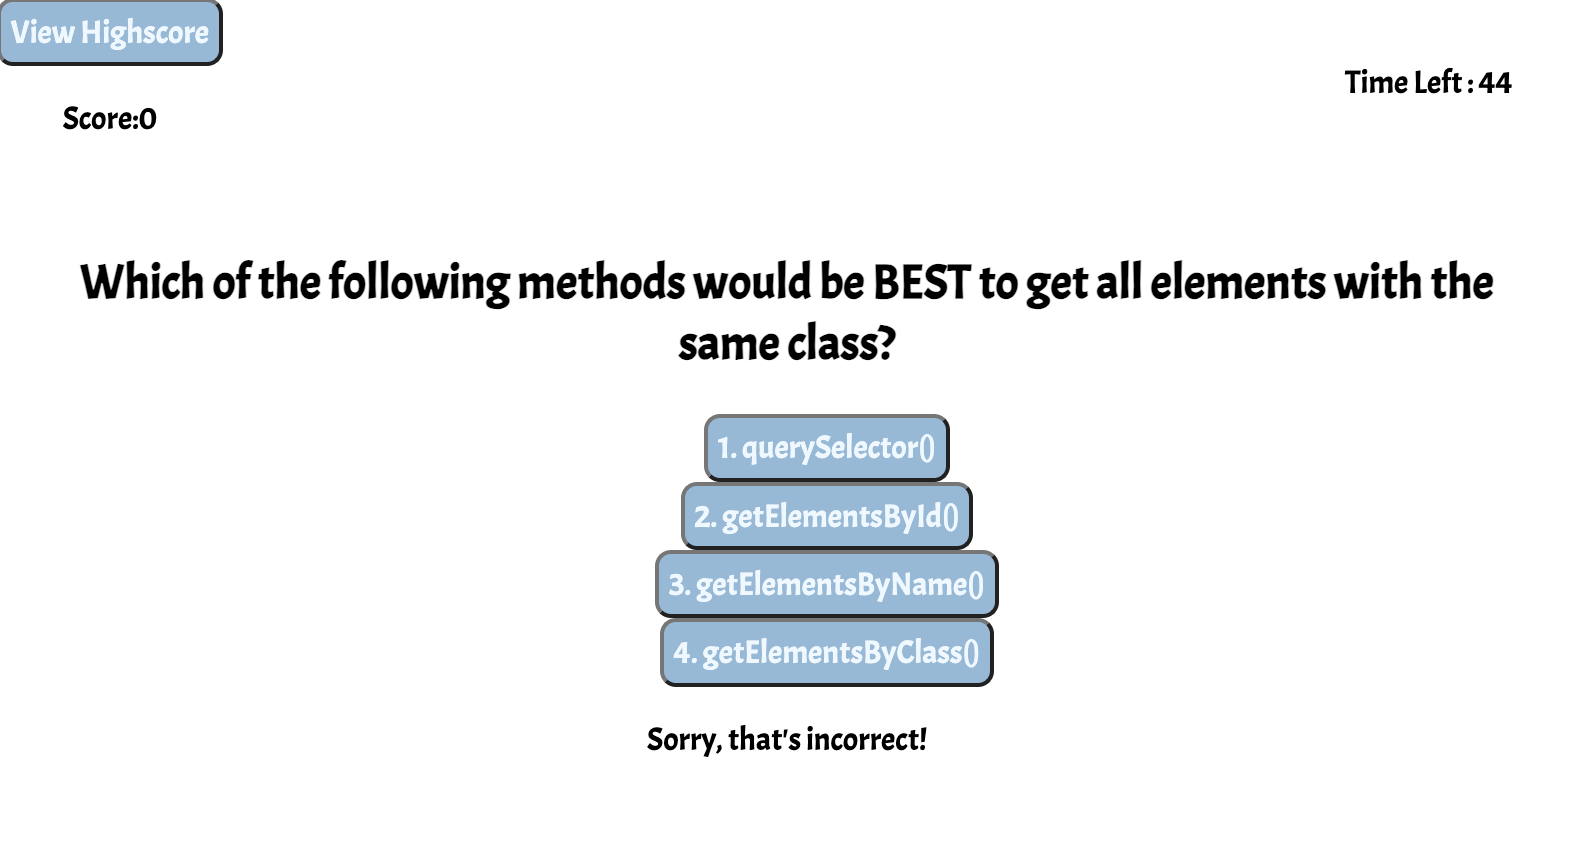 View Highscore
Time Left : 44
Score:0
Which of the following methods would be BEST to get all elements with the
same class?
1. querySelector()
2. getElementsById()
3. getElementsByName()
4. getElementsByClass()
Sorry, that's incorrect!